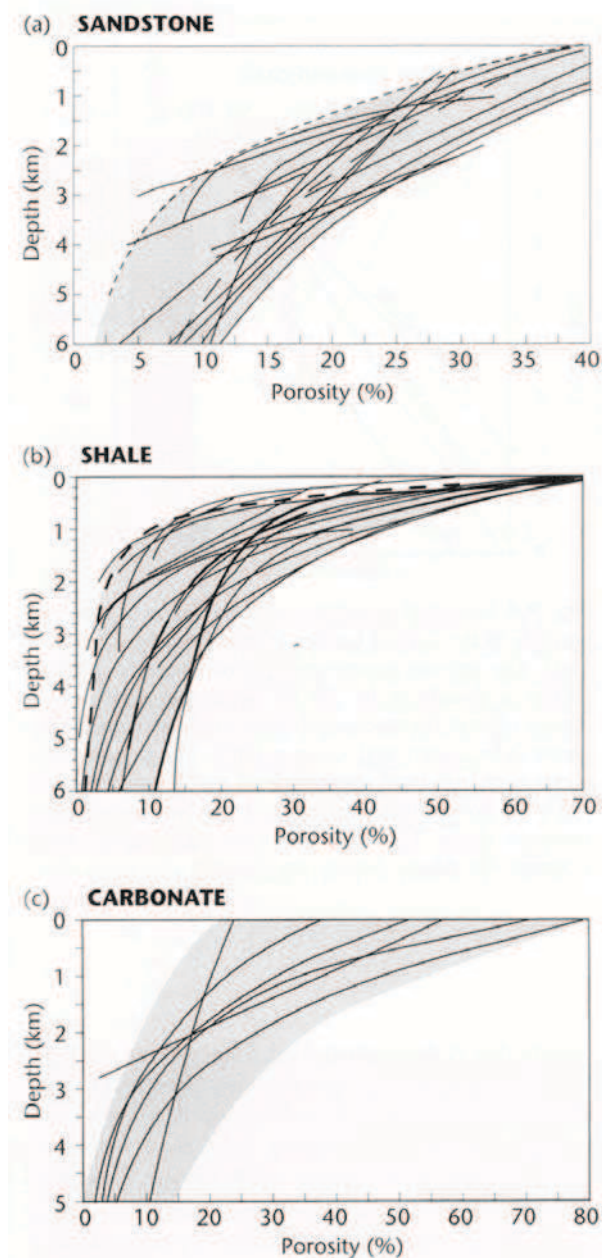 (a) SANDSTONE
0
1
2
3
4
5
6
Depth (km)
0 5 10 15 20 25 30 35 40
Porosity (%)
(b) SHALE
0
1
2
3
4
5
6
Depth (km)
0 10 20 30 40 50 60 70
Porosity (%)
(c) CARBONATE
0
1
2
3
4
5
Depth (km)
0 10 20 30 40 50 60 70 80
Porosity (%)